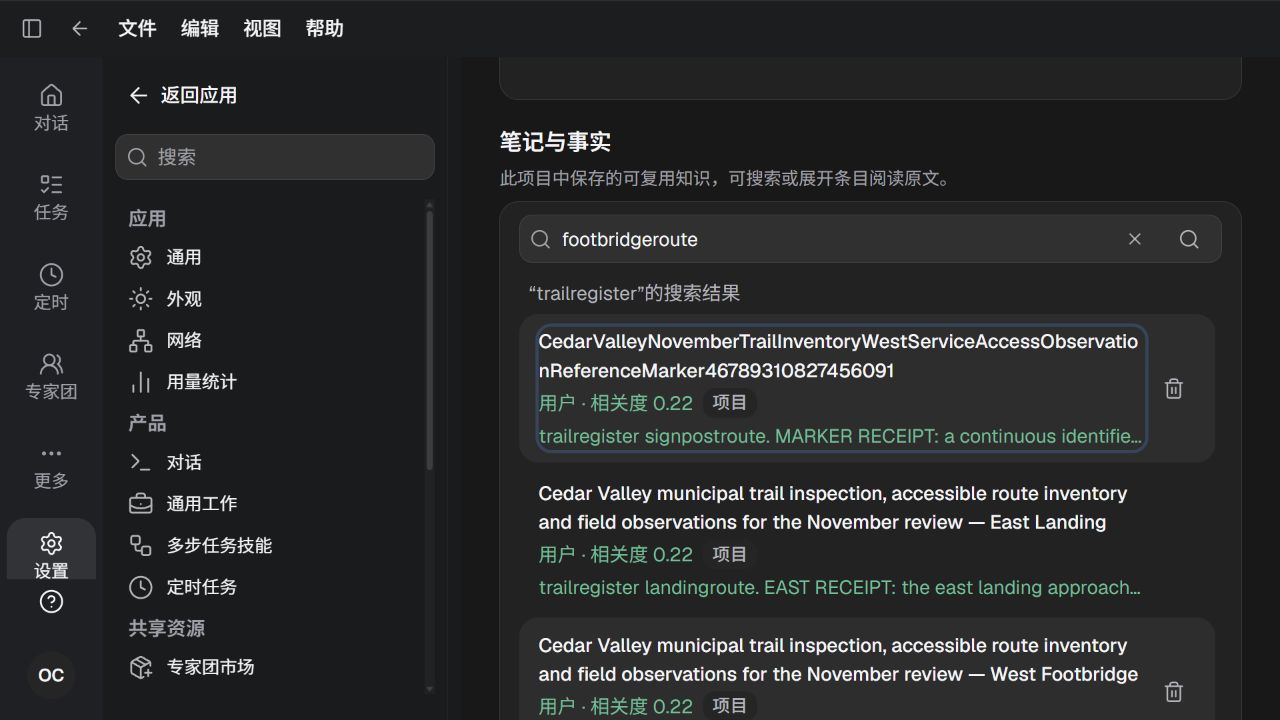 文件 编辑 视图 帮助
对话
任务
定时
专家团
更多
设置
OC
返回应用
搜索
应用
通用
外观
网络
用量统计
产品
对话
通用工作
多步任务技能
定时任务
共享资源
专家团市场
笔记与事实
此项目中保存的可复用知识，可搜索或展开条目阅读原文。
footbridgeroute
“trailregister”的搜索结果
CedarValleyNovemberTrailInventoryWestServiceAccessObservatio
nReferenceMarker46789310827456091
用户 · 相关度 0.22 项目
trailregister signpostroute. MARKER RECEIPT: a continuous identifie...
Cedar Valley municipal trail inspection, accessible route inventory
and field observations for the November review — East Landing
用户 · 相关度 0.22 项目
trailregister landingroute. EAST RECEIPT: the east landing approach...
Cedar Valley municipal trail inspection, accessible route inventory
and field observations for the November review — West Footbridge
用户 · 相关度 0.22 项目